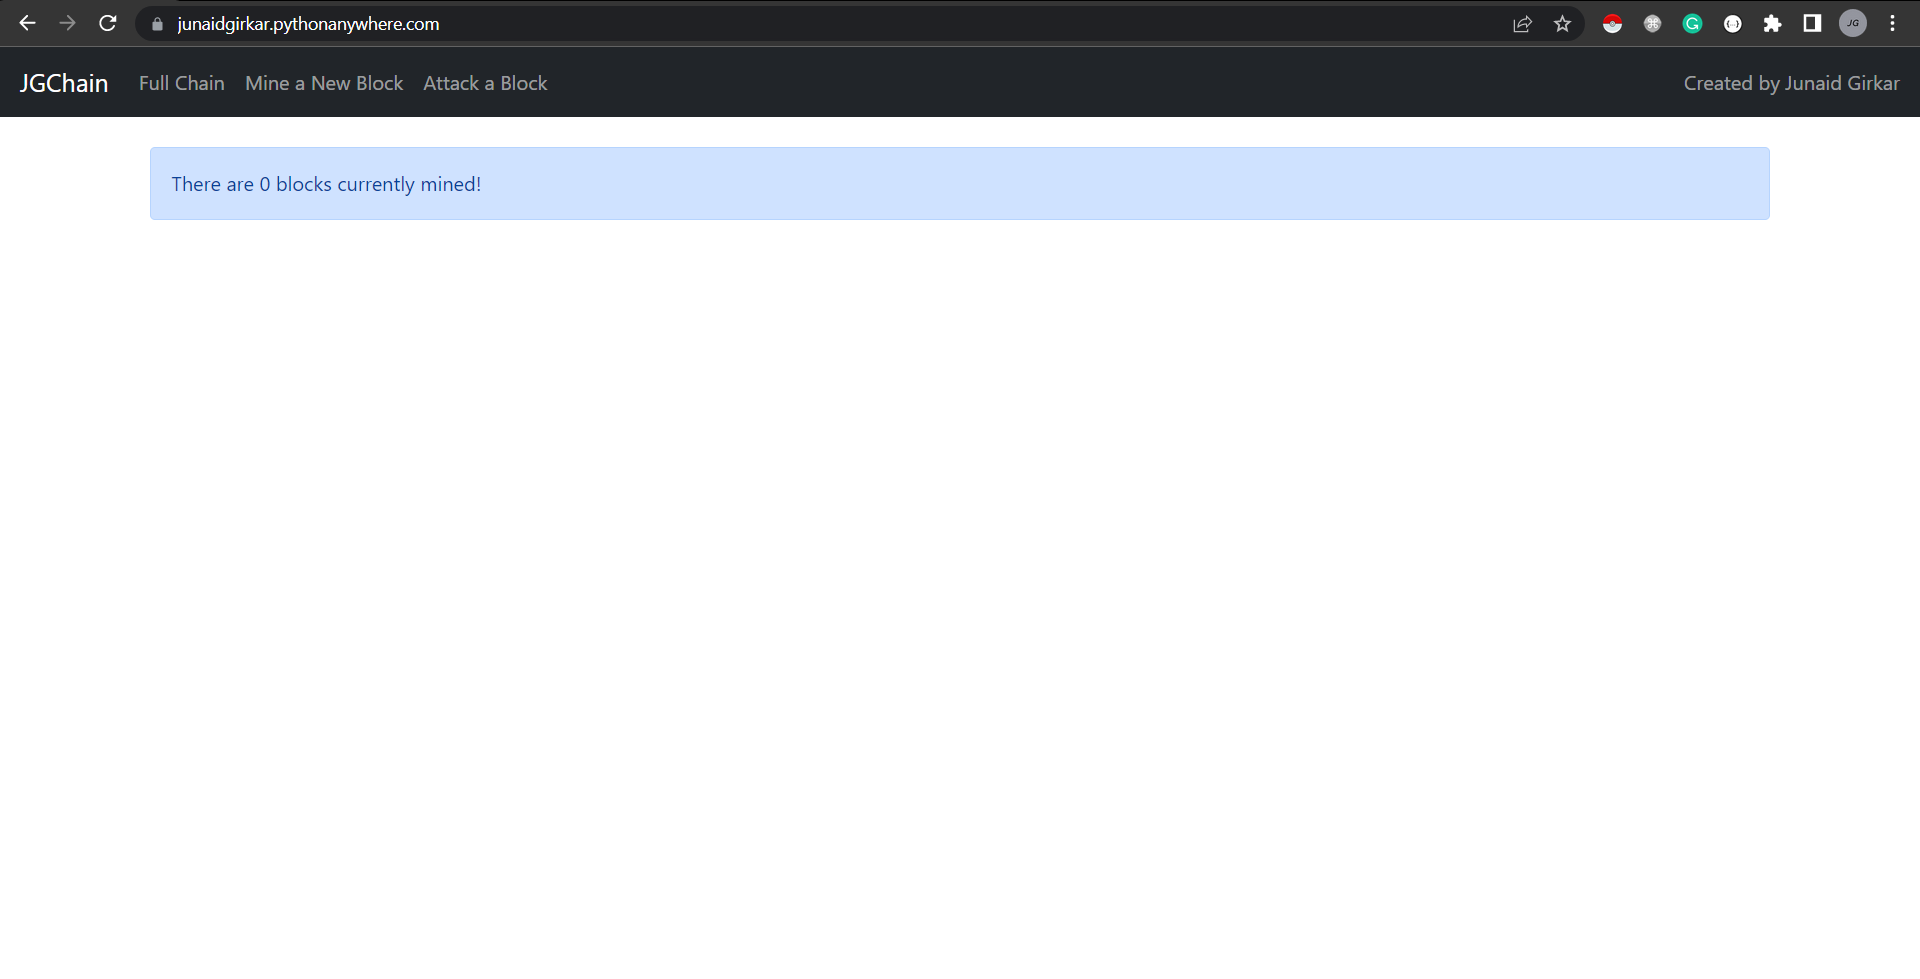 junaidgirkar.pythonanywhere.com
JG
JGChain Full Chain Mine a New Block Attack a Block Created by Junaid Girkar
There are 0 blocks currently mined!